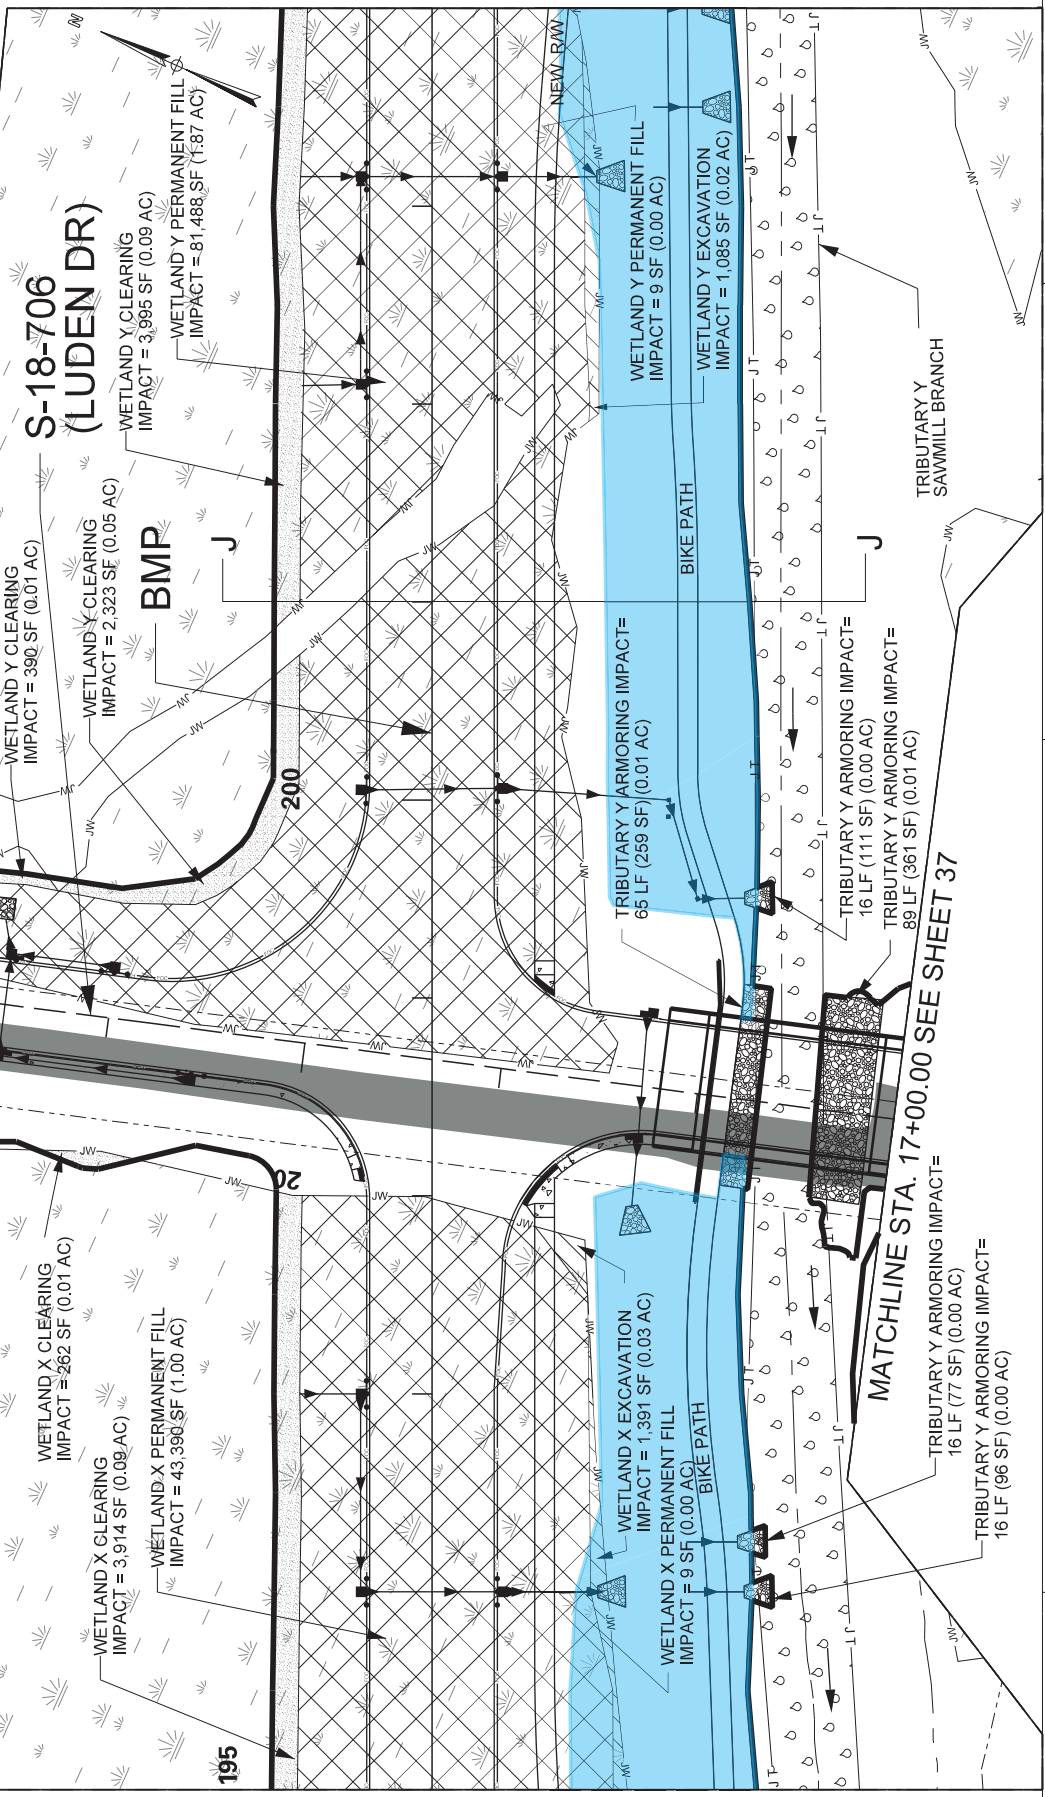 S-18-706
(LUDEN DR)
WETLAND Y CLEARING
IMPACT = 390 SF (0.01 AC)
WETLAND Y CLEARING
IMPACT = 2,323 SF (0.05 AC)
WETLAND Y CLEARING
IMPACT = 3,995 SF (0.09 AC)
WETLAND Y PERMANENT FILL
IMPACT = 81,488 SF (1.87 AC)
N
BMP
J
J
200
20
195
NEW R/W
WETLAND Y PERMANENT FILL
IMPACT = 9 SF (0.00 AC)
WETLAND Y EXCAVATION
IMPACT = 1,085 SF (0.02 AC)
BIKE PATH
TRIBUTARY Y
SAWMILL BRANCH
TRIBUTARY Y ARMORING IMPACT=
65 LF (259 SF) (0.01 AC)
TRIBUTARY Y ARMORING IMPACT=
16 LF (111 SF) (0.00 AC)
TRIBUTARY Y ARMORING IMPACT=
89 LF (361 SF) (0.01 AC)
MATCHLINE STA. 17+00.00 SEE SHEET 37
WETLAND X CLEARING
IMPACT = 262 SF (0.01 AC)
WETLAND X CLEARING
IMPACT = 3,914 SF (0.09 AC)
WETLAND X PERMANENT FILL
IMPACT = 43,390 SF (1.00 AC)
WETLAND X EXCAVATION
IMPACT = 1,391 SF (0.03 AC)
WETLAND X PERMANENT FILL
IMPACT = 9 SF (0.00 AC)
BIKE PATH
TRIBUTARY Y ARMORING IMPACT=
16 LF (77 SF) (0.00 AC)
TRIBUTARY Y ARMORING IMPACT=
16 LF (96 SF) (0.00 AC)